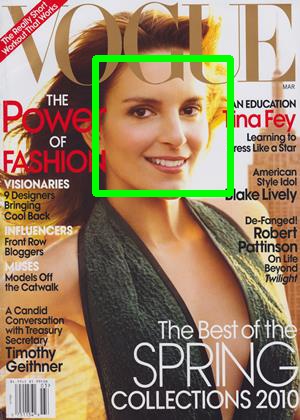 The Really Short
Workout That Works
VOGUE
MAR
THE
Power
OF
FASHION
VISIONARIES
9 Designers
Bringing
Cool Back
INFLUENCERS
Front Row
Bloggers
MUSES
Models Off
the Catwalk
A Candid
Conversation
with Treasury
Secretary
Timothy
Geithner
AN EDUCATION
Tina Fey
Learning to
Dress Like a Star
American
Style Idol
Blake Lively
De-Fanged!
Robert
Pattinson
On Life
Beyond
Twilight
The Best of the
SPRING
COLLECTIONS 2010